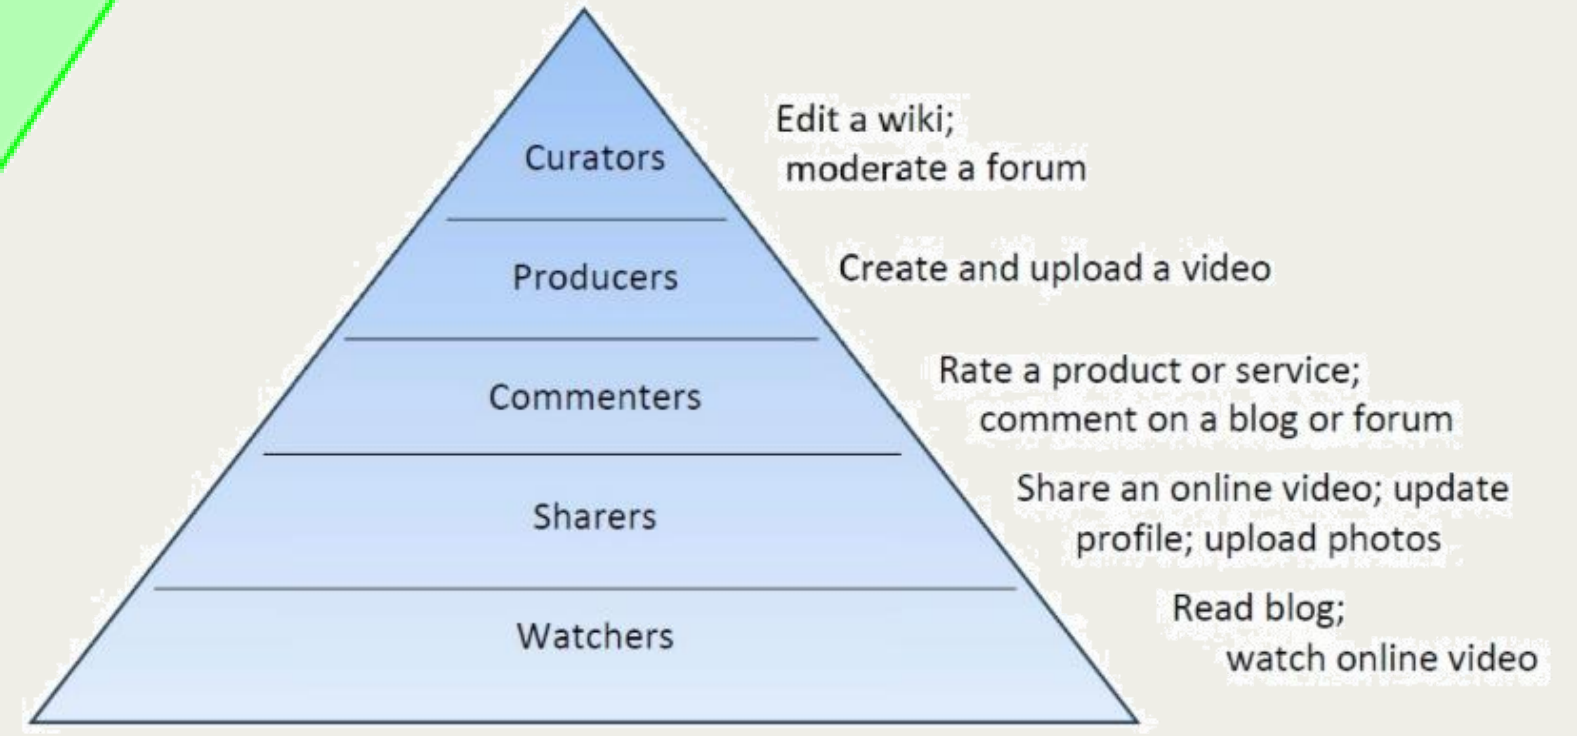 Curators
Edit a wiki;
moderate a forum
Producers
Create and upload a video
Commenters
Rate a product or service;
comment on a blog or forum
Sharers
Share an online video; update
profile; upload photos
Watchers
Read blog;
watch online video